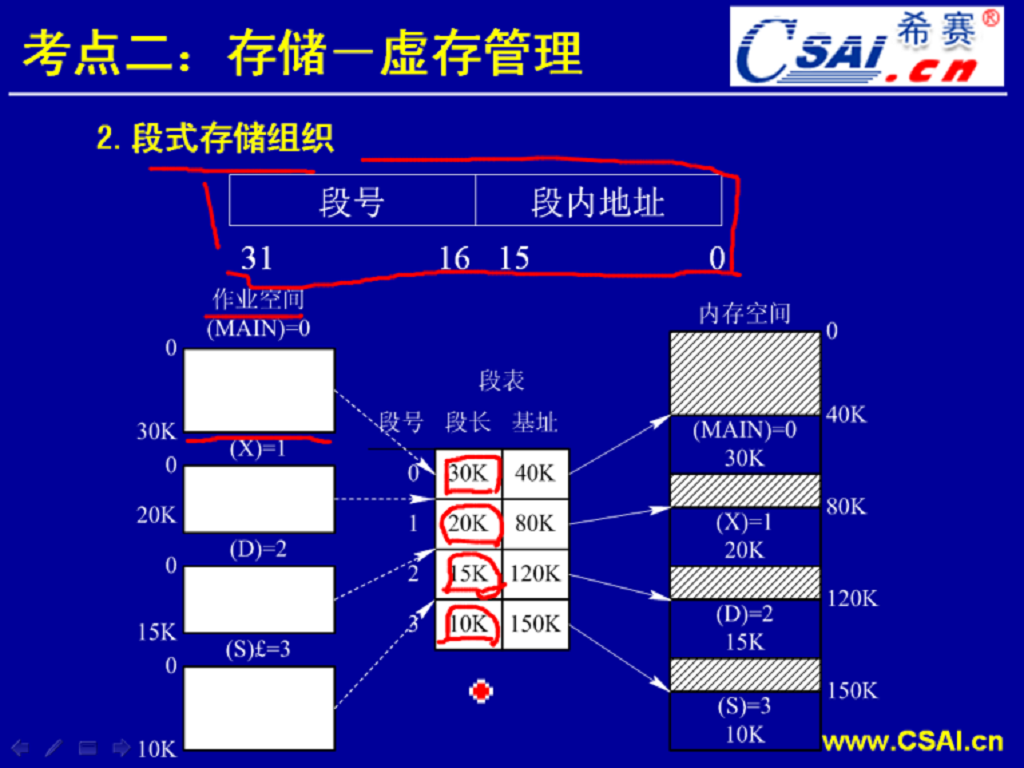 考点二：存储－虚存管理
CSAI 希赛®
.cn
2. 段式存储组织
段号 段内地址
31 16 15 0
作业空间
(MAIN)=0
0
30K
(X)=1
0
20K
(D)=2
0
15K
(S)£=3
0
10K
段表
段号 段长 基址
0 30K 40K
1 20K 80K
2 15K 120K
3 10K 150K
内存空间
0
40K
(MAIN)=0
30K
80K
(X)=1
20K
120K
(D)=2
15K
150K
(S)=3
10K
www.CSAI.cn